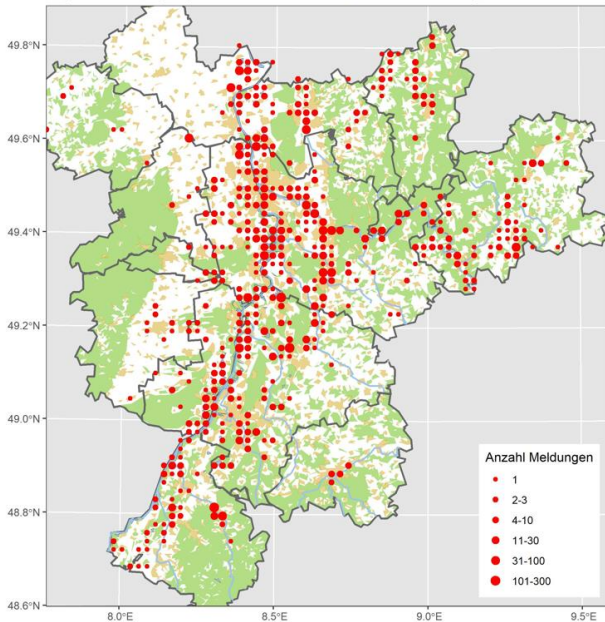 49.8°N
49.6°N
49.4°N
49.2°N
49.0°N
48.8°N
48.6°N
8.0°E
8.5°E
9.0°E
9.5°E
Anzahl Meldungen
1
2-3
4-10
11-30
31-100
101-300